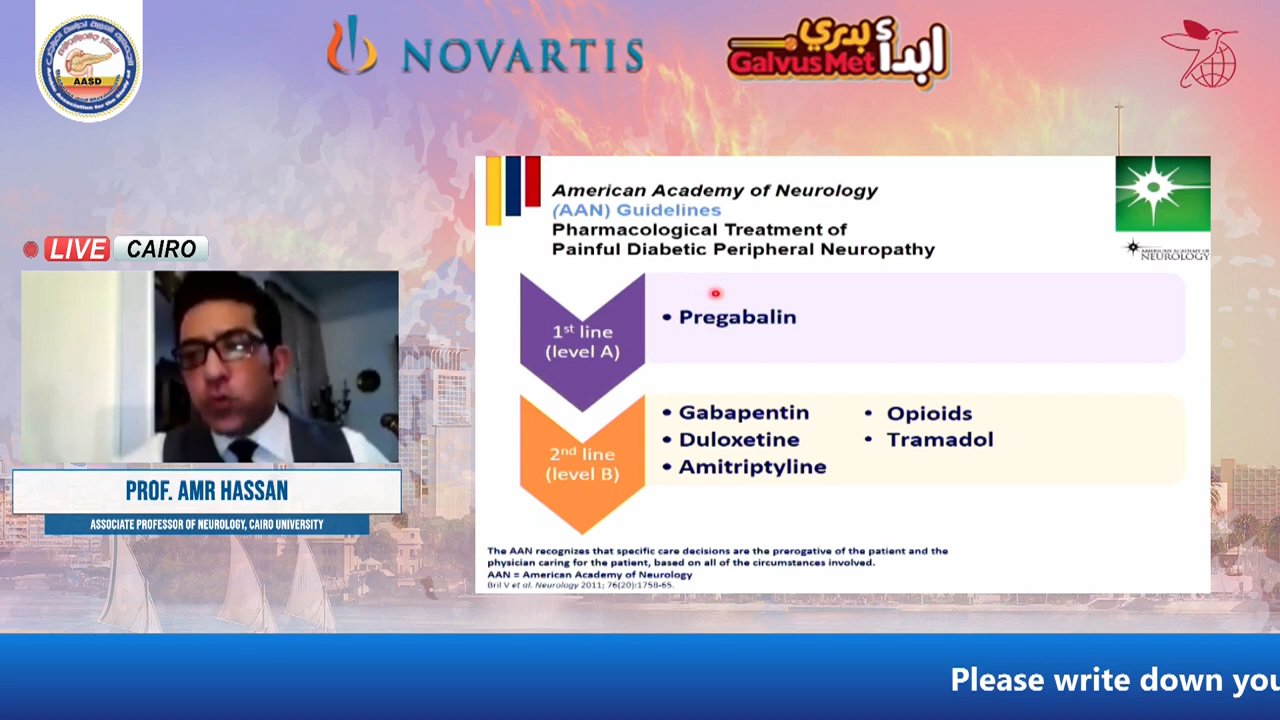 AASD
NOVARTIS
ابدأ بدري
GalvusMet
LIVE CAIRO
PROF. AMR HASSAN
ASSOCIATE PROFESSOR OF NEUROLOGY, CAIRO UNIVERSITY
American Academy of Neurology
(AAN) Guidelines
Pharmacological Treatment of
Painful Diabetic Peripheral Neuropathy
AMERICAN ACADEMY OF
NEUROLOGY
1st line
(level A)
• Pregabalin
2nd line
(level B)
• Gabapentin
• Duloxetine
• Amitriptyline
• Opioids
• Tramadol
The AAN recognizes that specific care decisions are the prerogative of the patient and the
physician caring for the patient, based on all of the circumstances involved.
AAN = American Academy of Neurology
Bril V et al. Neurology 2011; 76(20):1758-65.
Please write down you